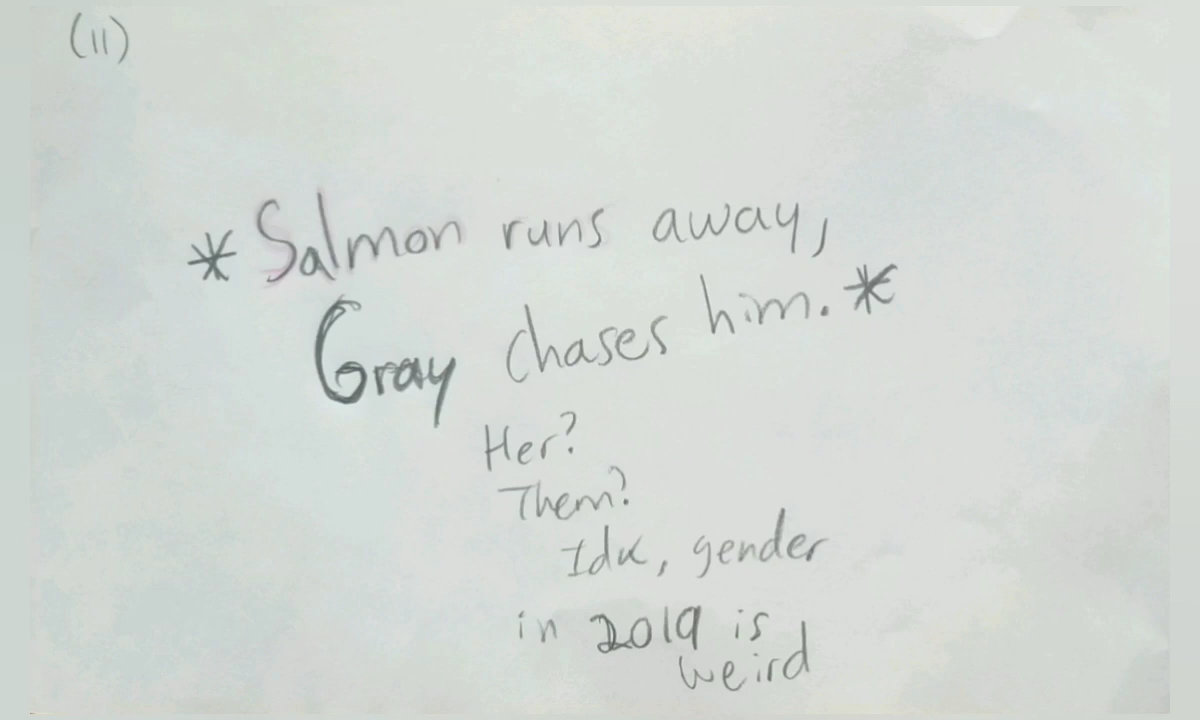 (11)
*Salmon runs away,
Gray chases him.*
Her?
Them?
Idk, gender
in 2019 is
weird